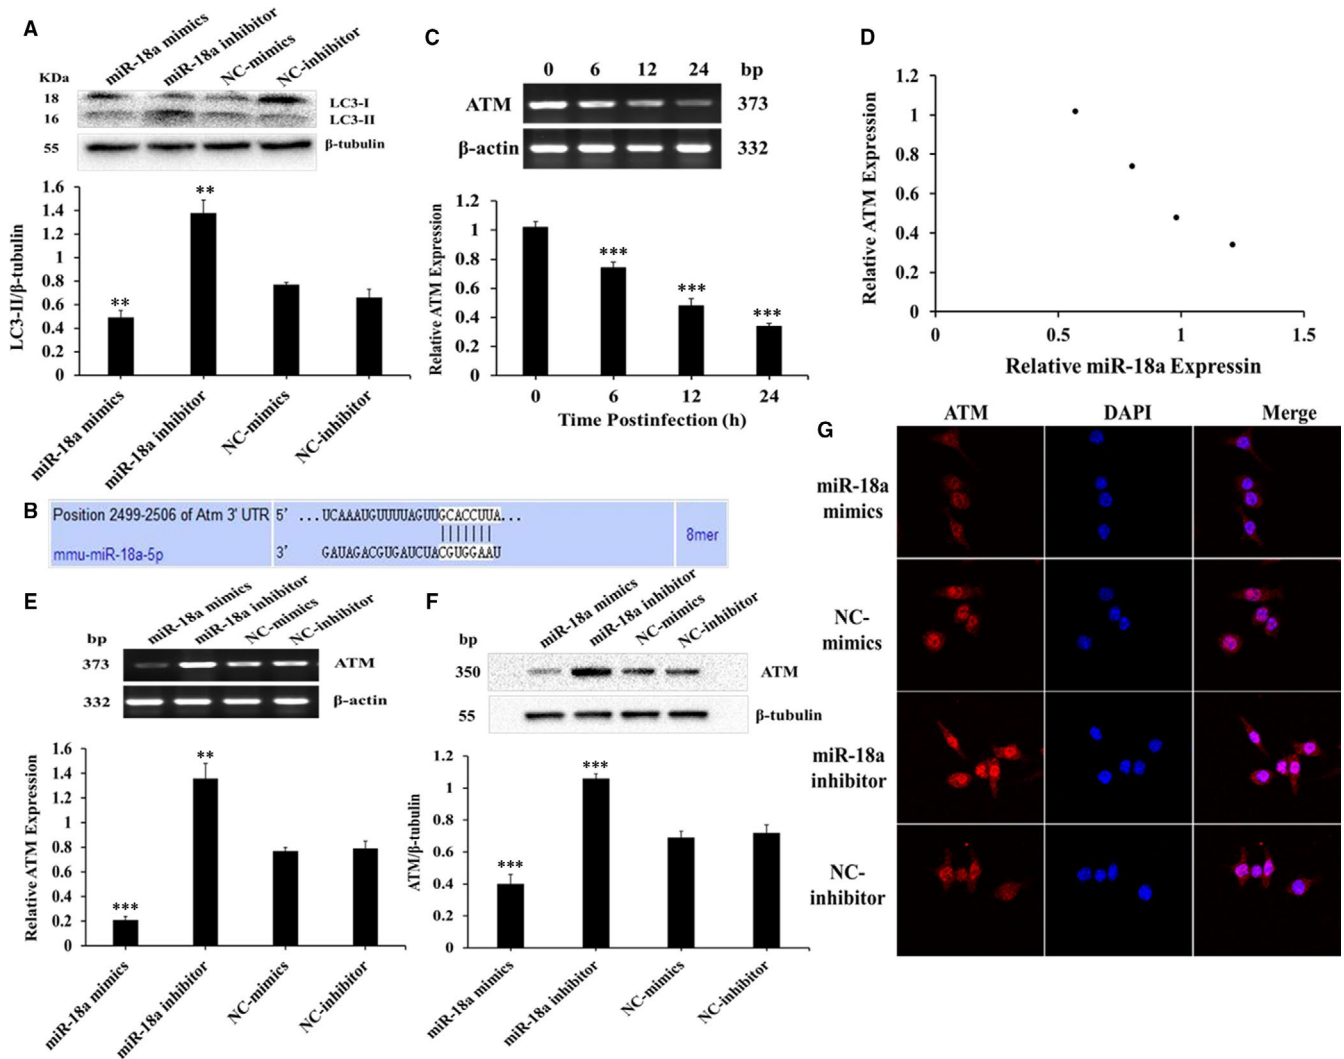 A
miR-18a mimics
miR-18a inhibitor
NC-mimics
NC-inhibitor
KDa
18
16
55
LC3-I
LC3-II
β-tubulin
LC3-II/β-tubulin
1.6
1.4
1.2
1
0.8
0.6
0.4
0.2
0
**
**
miR-18a mimics
miR-18a inhibitor
NC-mimics
NC-inhibitor
C
0 6 12 24 bp
ATM 373
β-actin 332
Relative ATM Expression
1.2
1
0.8
0.6
0.4
0.2
0
***
***
***
0 6 12 24
Time Postinfection (h)
D
Relative ATM Expression
1.2
1
0.8
0.6
0.4
0.2
0
0 0.5 1 1.5
Relative miR-18a Expressin
B
Position 2499-2506 of Atm 3' UTR 5' ...UCAAAUGUUUUAGUUGCACCUUA...
mmu-miR-18a-5p 3' GAUAGACGUGAUCUACGUGGAAU
8mer
E
miR-18a mimics
miR-18a inhibitor
NC-mimics
NC-inhibitor
bp
373 ATM
332 β-actin
Relative ATM Expression
1.6
1.4
1.2
1
0.8
0.6
0.4
0.2
0
***
**
miR-18a mimics
miR-18a inhibitor
NC-mimics
NC-inhibitor
F
miR-18a mimics
miR-18a inhibitor
NC-mimics
NC-inhibitor
bp
350 ATM
55 β-tubulin
ATM/β-tubulin
1.2
1
0.8
0.6
0.4
0.2
0
***
***
miR-18a mimics
miR-18a inhibitor
NC-mimics
NC-inhibitor
G
ATM DAPI Merge
miR-18a
mimics
NC-
mimics
miR-18a
inhibitor
NC-
inhibitor